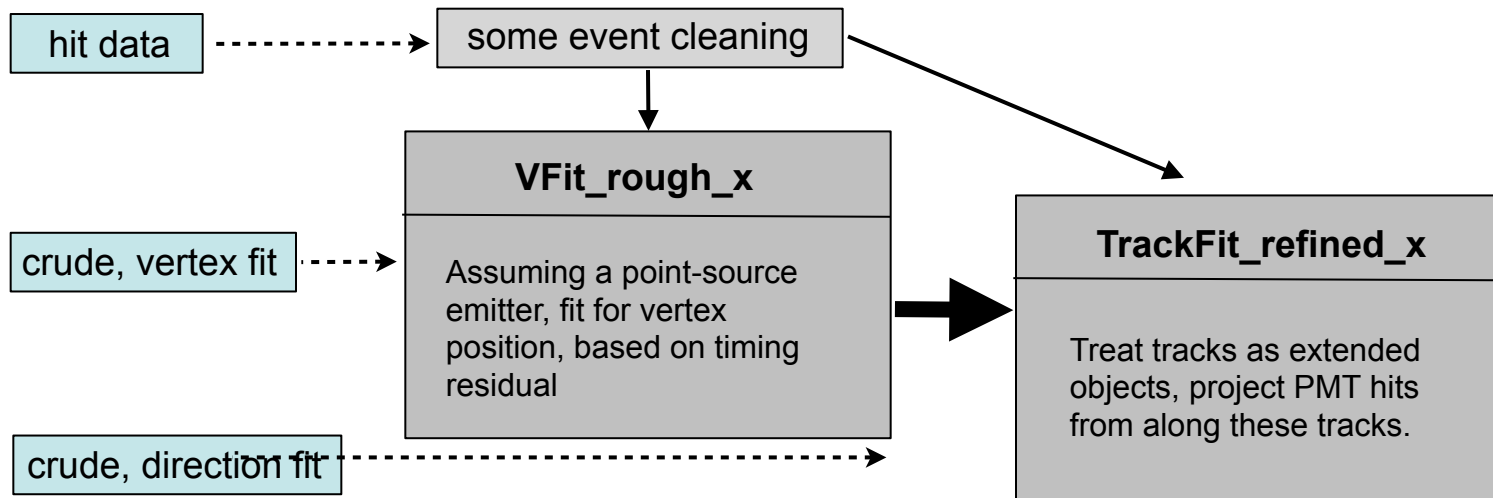 hit data
some event cleaning
VFit_rough_x
crude, vertex fit
Assuming a point-source
emitter, fit for vertex
position, based on timing
residual
TrackFit_refined_x
Treat tracks as extended
objects, project PMT hits
from along these tracks.
crude, direction fit